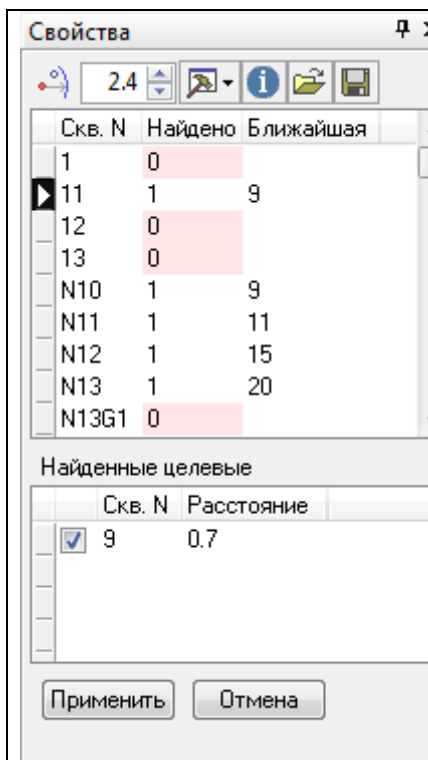 Свойства
2.4
Скв. N Найдено Ближайшая
1 0
11 1 9
12 0
13 0
N10 1 9
N11 1 11
N12 1 15
N13 1 20
N13G1 0
Найденные целевые
Скв. N Расстояние
9 0.7
Применить Отмена